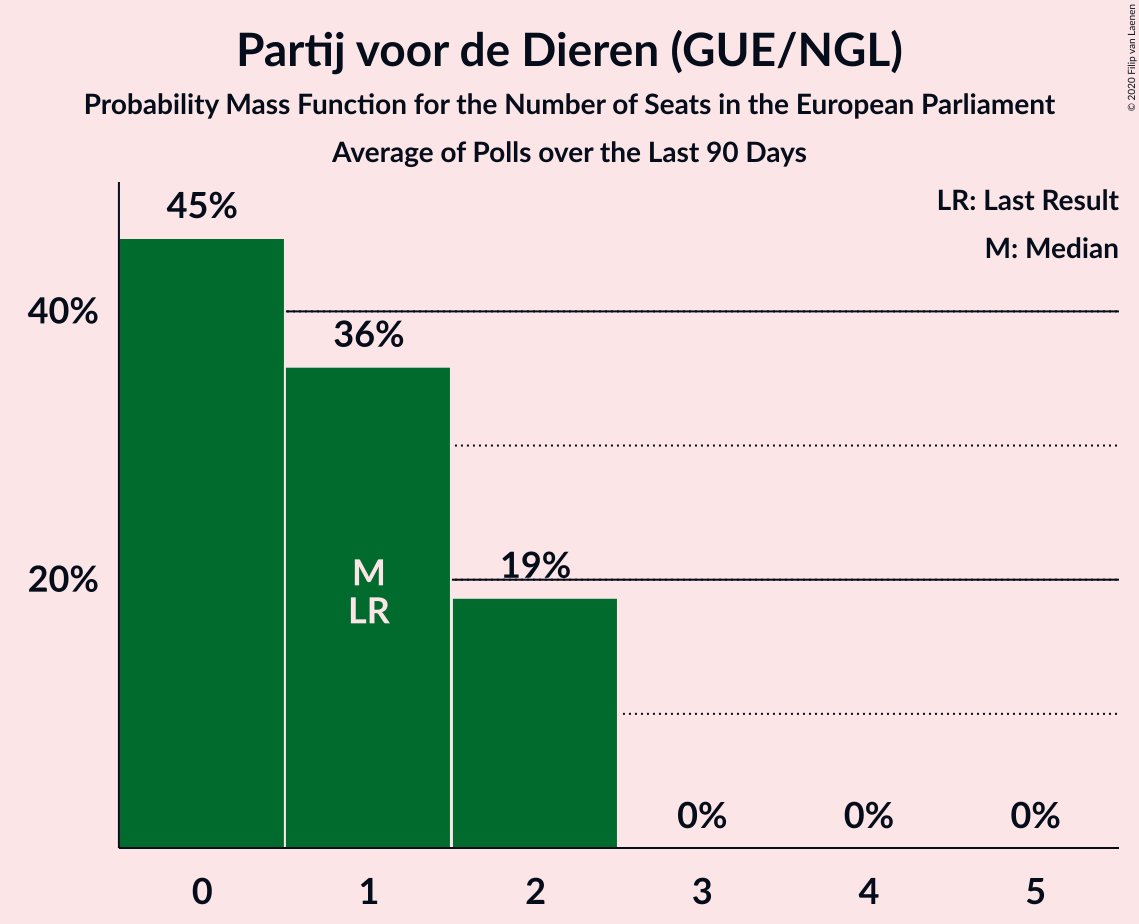 Partij voor de Dieren (GUE/NGL)
Probability Mass Function for the Number of Seats in the European Parliament
Average of Polls over the Last 90 Days
© 2020 Filip van Laenen
LR: Last Result
M: Median
45%
40%
36%
20%
19%
M
LR
0%
0%
0%
0
1
2
3
4
5